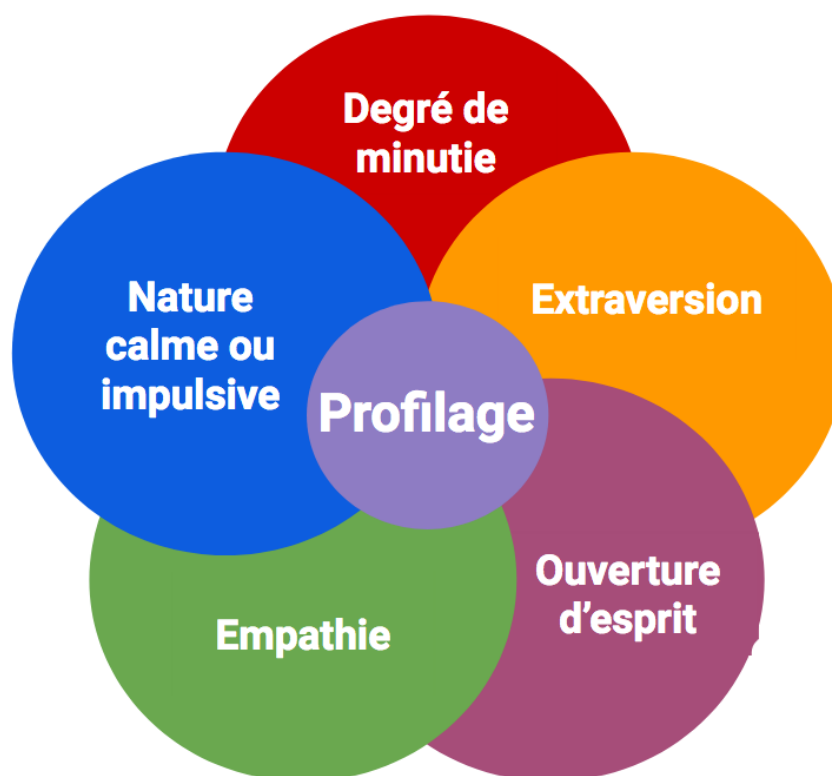 Degré de
minutie
Extraversion
Nature
calme ou
impulsive
Profilage
Ouverture
d’esprit
Empathie